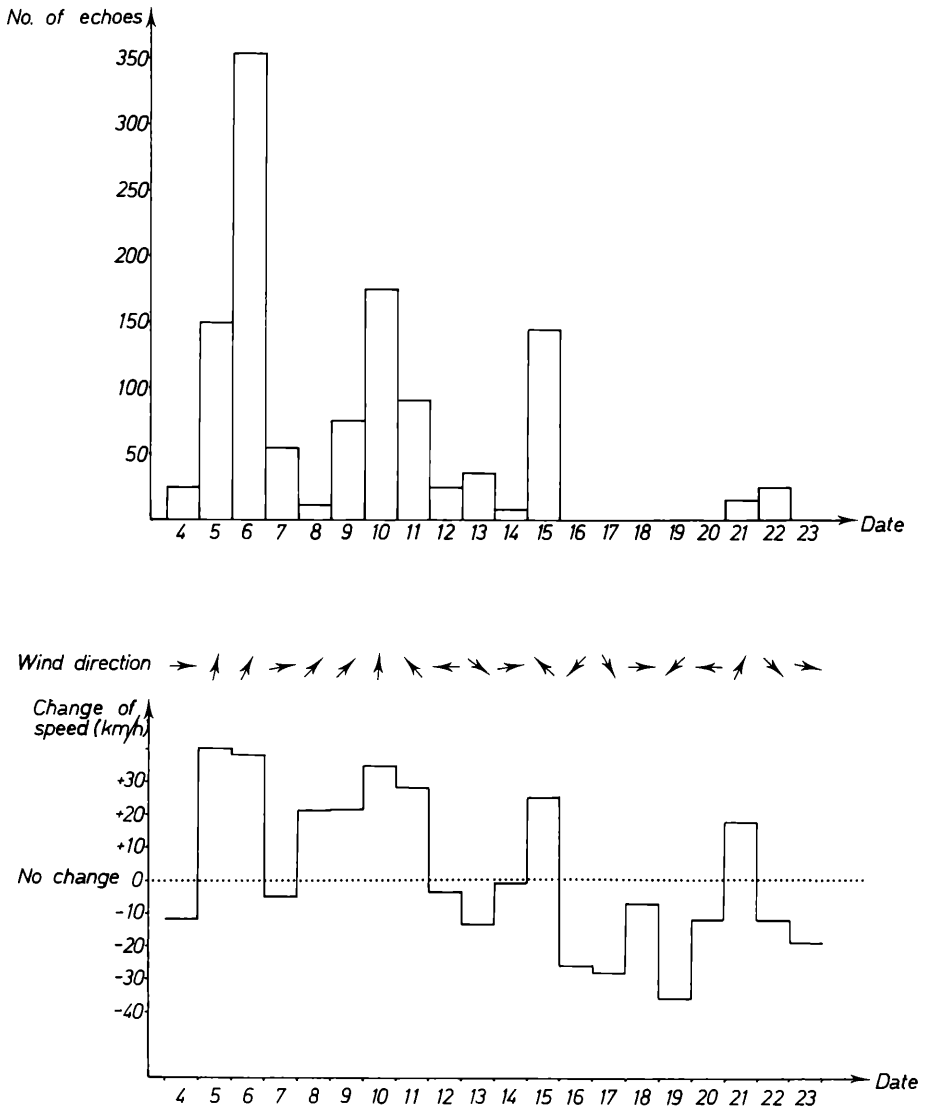 No. of echoes
350
300
250
200
150
100
50
4 5 6 7 8 9 10 11 12 13 14 15 16 17 18 19 20 21 22 23 Date
Wind direction
Change of
speed (km/h)
+30
+20
+10
No change 0
-10
-20
-30
-40
4 5 6 7 8 9 10 11 12 13 14 15 16 17 18 19 20 21 22 23 Date